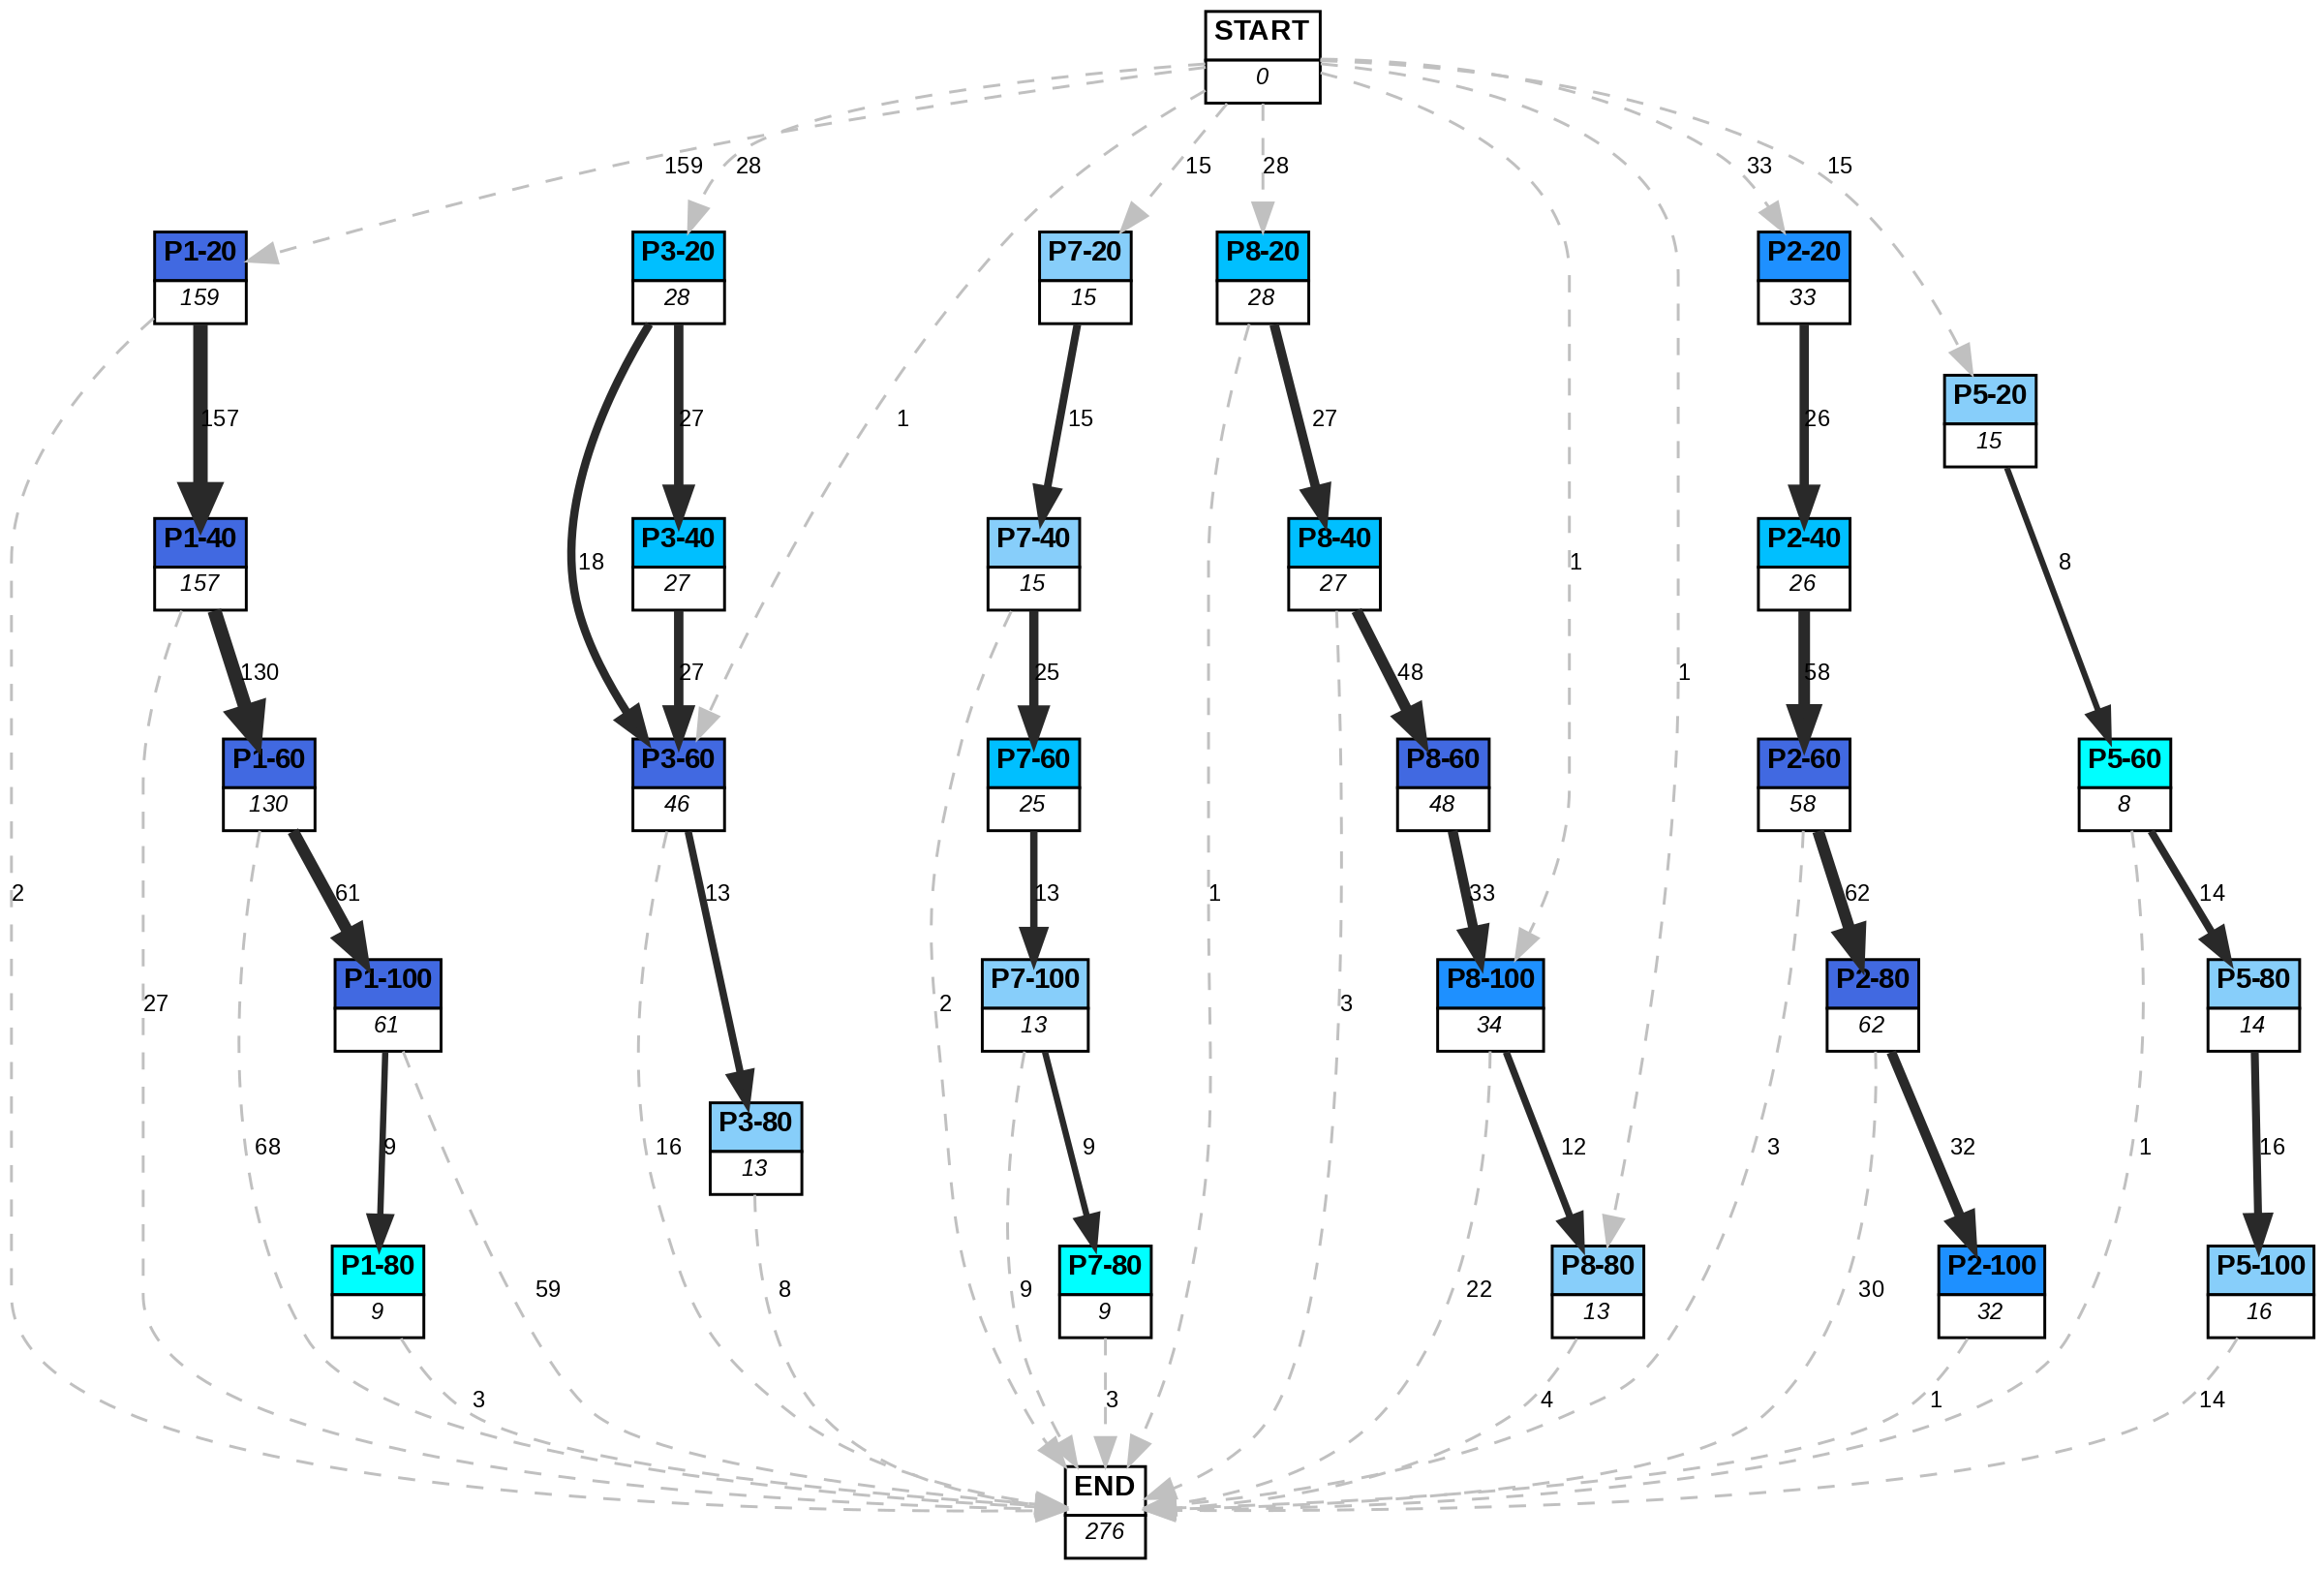 START
0
159
28
15
28
33
15
P1-20
159
P3-20
28
P7-20
15
P8-20
28
P2-20
33
P5-20
15
157
27
1
15
27
26
18
1
8
P1-40
157
P3-40
27
P7-40
15
P8-40
27
P2-40
26
130
27
25
48
1
58
P1-60
130
P3-60
46
P7-60
25
P8-60
48
P2-60
58
P5-60
8
2
61
13
13
1
33
62
14
P1-100
61
P7-100
13
P8-100
34
P2-80
62
P5-80
14
27
2
3
68
9
16
9
12
3
32
1
16
P3-80
13
59
8
9
22
30
P1-80
9
P7-80
9
P8-80
13
P2-100
32
P5-100
16
3
3
4
1
14
END
276